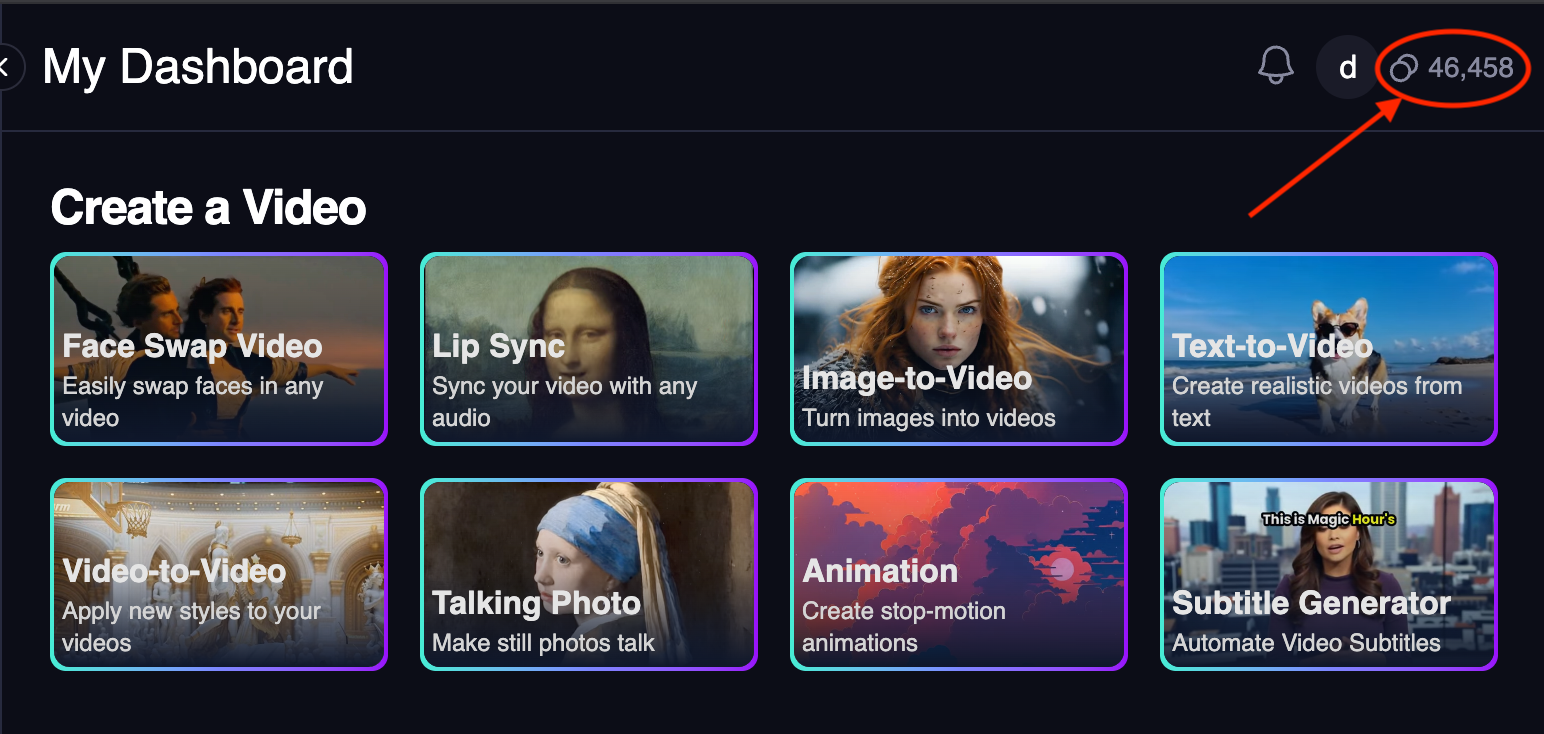 My Dashboard
d
46,458
Create a Video
Face Swap Video
Easily swap faces in any
video
Lip Sync
Sync your video with any
audio
Image-to-Video
Turn images into videos
Text-to-Video
Create realistic videos from
text
Video-to-Video
Apply new styles to your
videos
Talking Photo
Make still photos talk
Animation
Create stop-motion
animations
This is Magic Hour's
Subtitle Generator
Automate Video Subtitles